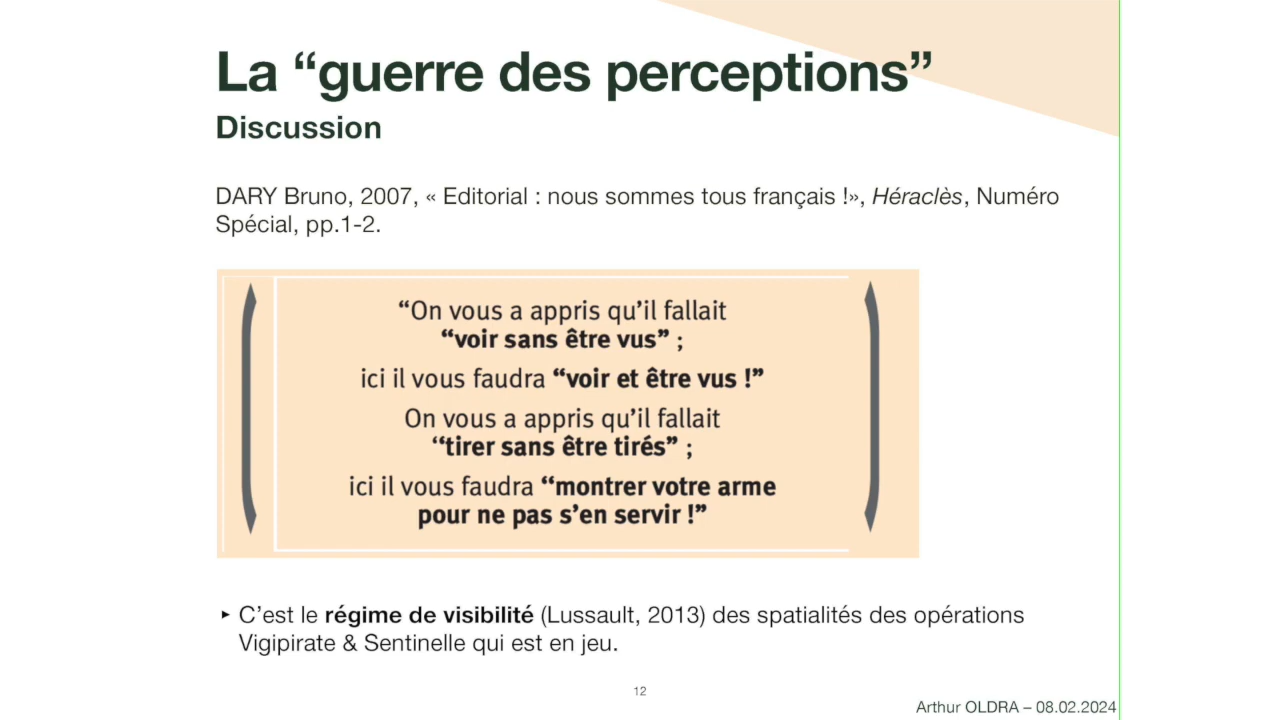 La “guerre des perceptions”
Discussion
DARY Bruno, 2007, « Editorial : nous sommes tous français !», Héraclès, Numéro
Spécial, pp.1-2.
“On vous a appris qu’il fallait
“voir sans être vus” ;
ici il vous faudra “voir et être vus !”
On vous a appris qu’il fallait
“tirer sans être tirés” ;
ici il vous faudra “montrer votre arme
pour ne pas s’en servir !”
‣ C’est le régime de visibilité (Lussault, 2013) des spatialités des opérations
Vigipirate & Sentinelle qui est en jeu.
12
Arthur OLDRA – 08.02.2024